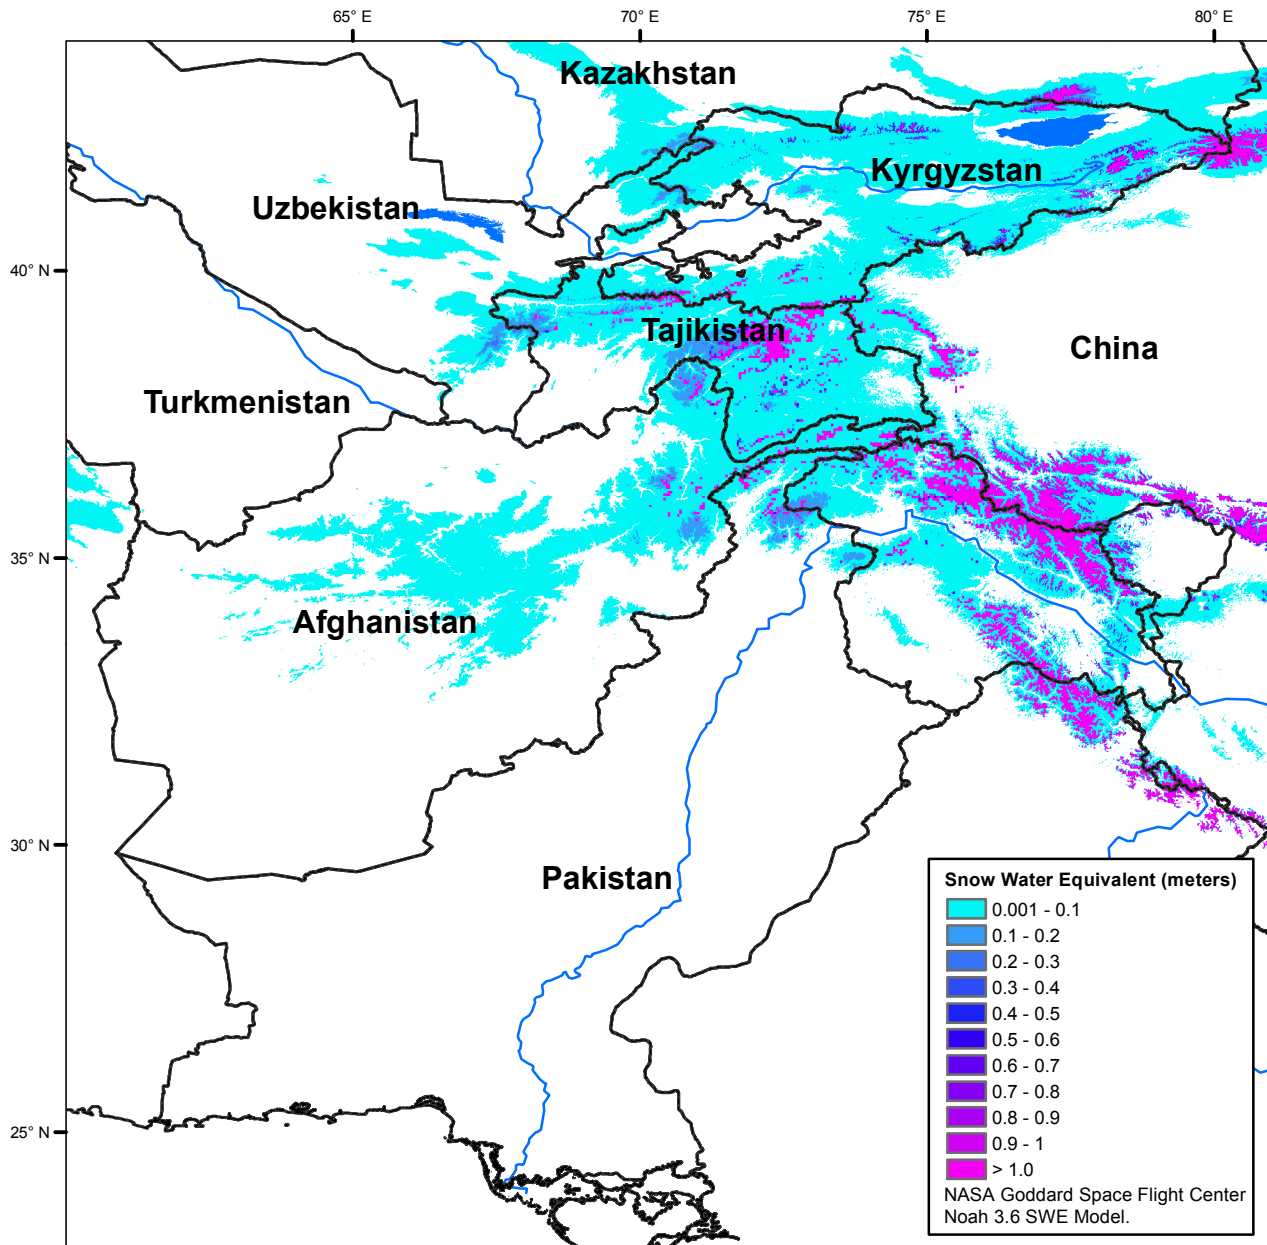 65° E
70° E
75° E
80° E
Kazakhstan
Kyrgyzstan
Uzbekistan
40° N
Tajikistan
China
Turkmenistan
35° N
Afghanistan
30° N
Pakistan
25° N
Snow Water Equivalent (meters)
0.001 - 0.1
0.1 - 0.2
0.2 - 0.3
0.3 - 0.4
0.4 - 0.5
0.5 - 0.6
0.6 - 0.7
0.7 - 0.8
0.8 - 0.9
0.9 - 1
> 1.0
NASA Goddard Space Flight Center
Noah 3.6 SWE Model.